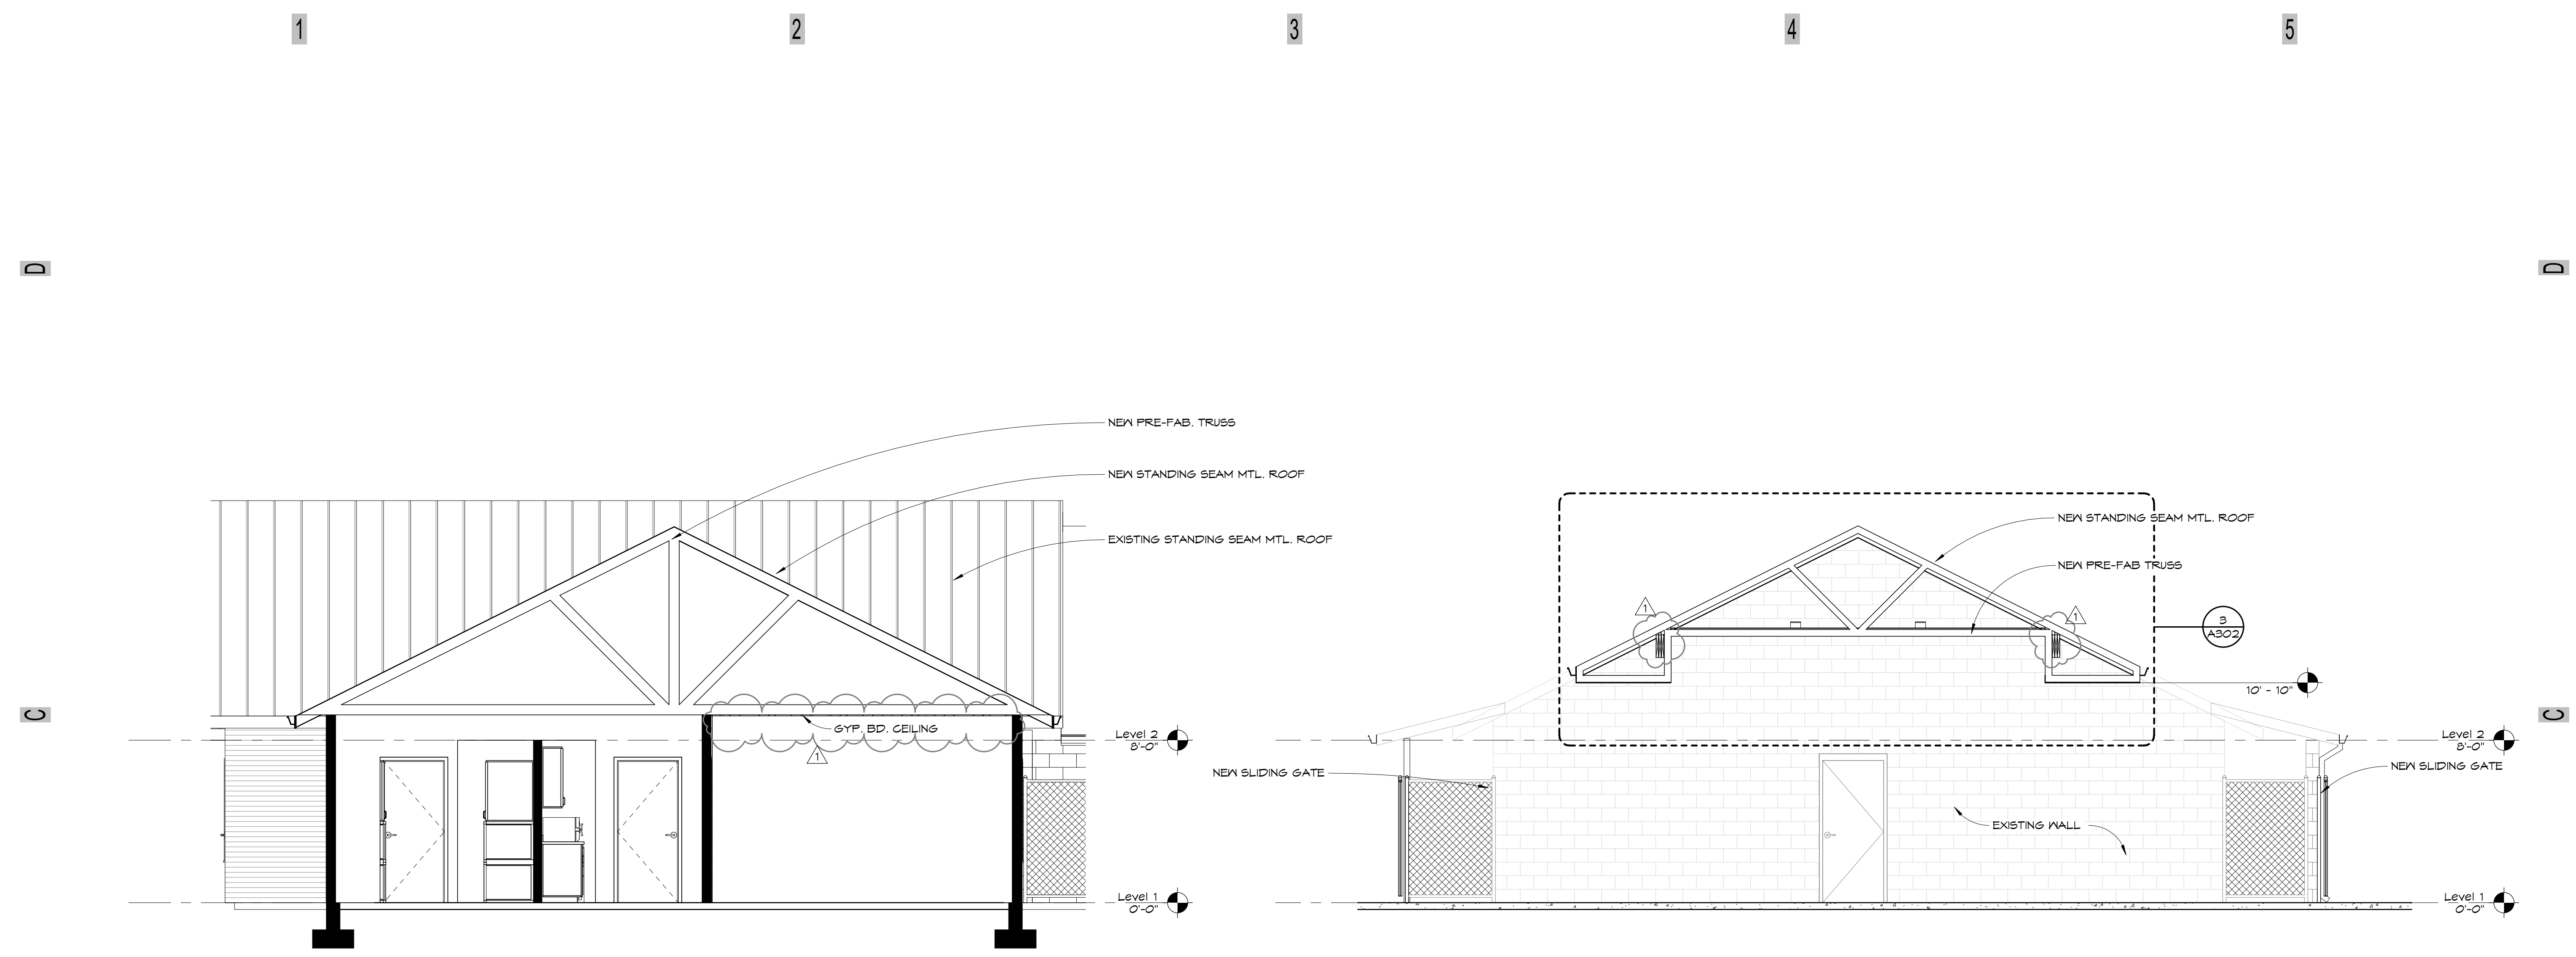 1 2 3 4 5
D D
NEW PRE-FAB. TRUSS
NEW STANDING SEAM MTL. ROOF
EXISTING STANDING SEAM MTL. ROOF
GYP. BD. CEILING
1
Level 2
8'-0"
Level 1
0'-0"
NEW STANDING SEAM MTL. ROOF
NEW PRE-FAB TRUSS
1
1
3
A302
10' - 10"
C C
Level 2
8'-0"
NEW SLIDING GATE
NEW SLIDING GATE
EXISTING WALL
Level 1
0'-0"